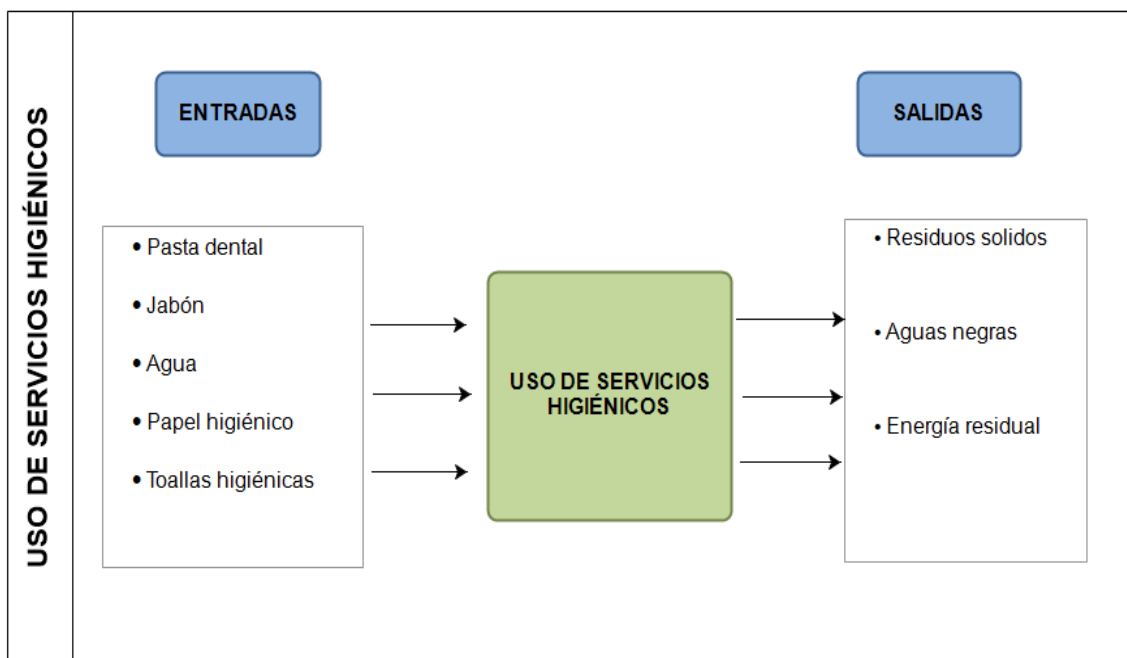 USO DE SERVICIOS HIGIÉNICOS
ENTRADAS
• Pasta dental
• Jabón
• Agua
• Papel higiénico
• Toallas higiénicas
USO DE SERVICIOS
HIGIÉNICOS
SALIDAS
• Residuos solidos
• Aguas negras
• Energía residual